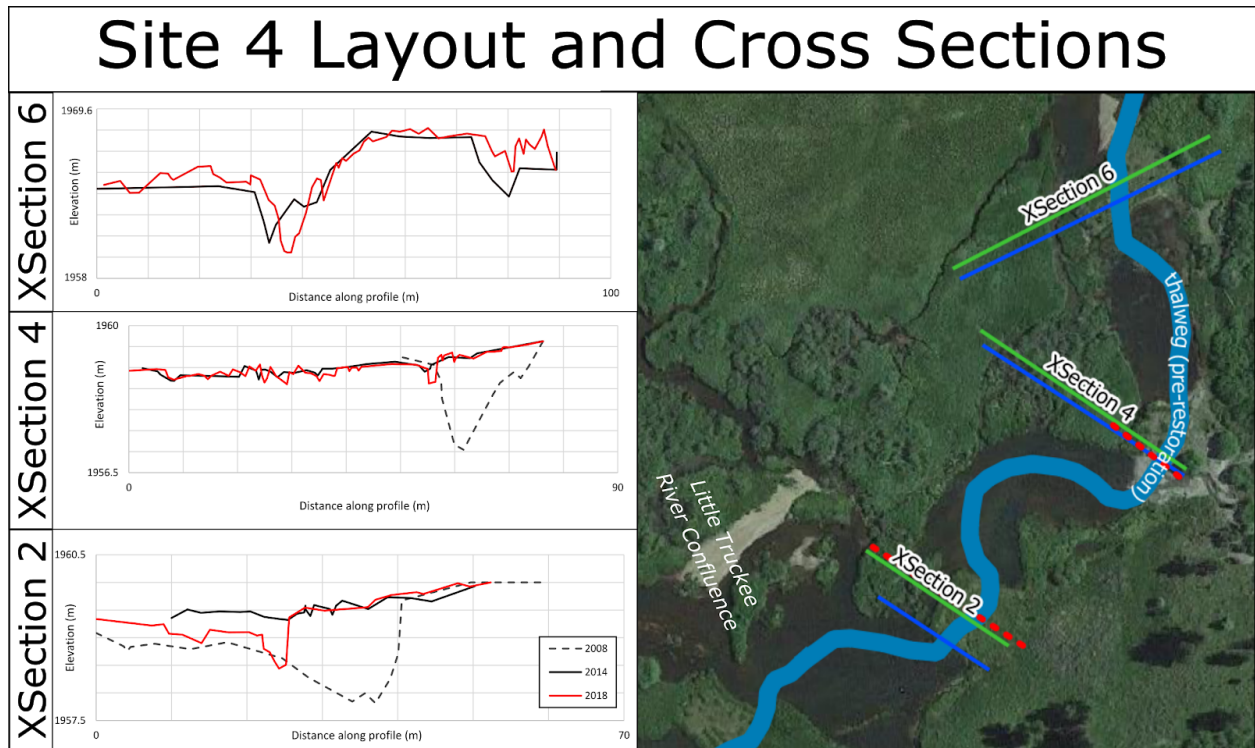 Site 4 Layout and Cross Sections
XSection 6
1969.6
Elevation (m)
1958
0
100
Distance along profile (m)
XSection 4
1960
Elevation (m)
1956.5
0
90
Distance along profile (m)
XSection 2
1960.5
Elevation (m)
1957.5
0
70
Distance along profile (m)
2008
2014
2018
XSection 6
thalweg (pre-restoration)
XSection 4
Little Truckee
River Confluence
XSection 2